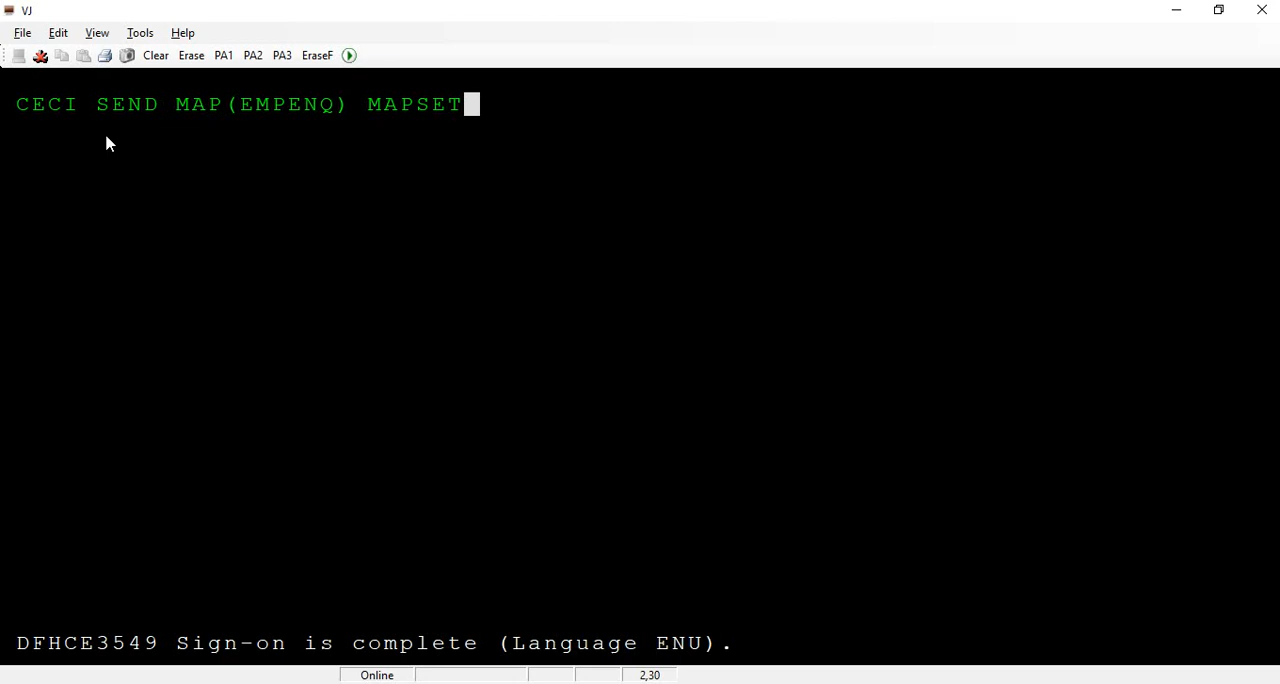 VJ
File Edit View Tools Help
Clear Erase PA1 PA2 PA3 EraseF
CECI SEND MAP(EMPENQ) MAPSET
DFHCE3549 Sign-on is complete (Language ENU).
Online 2,30